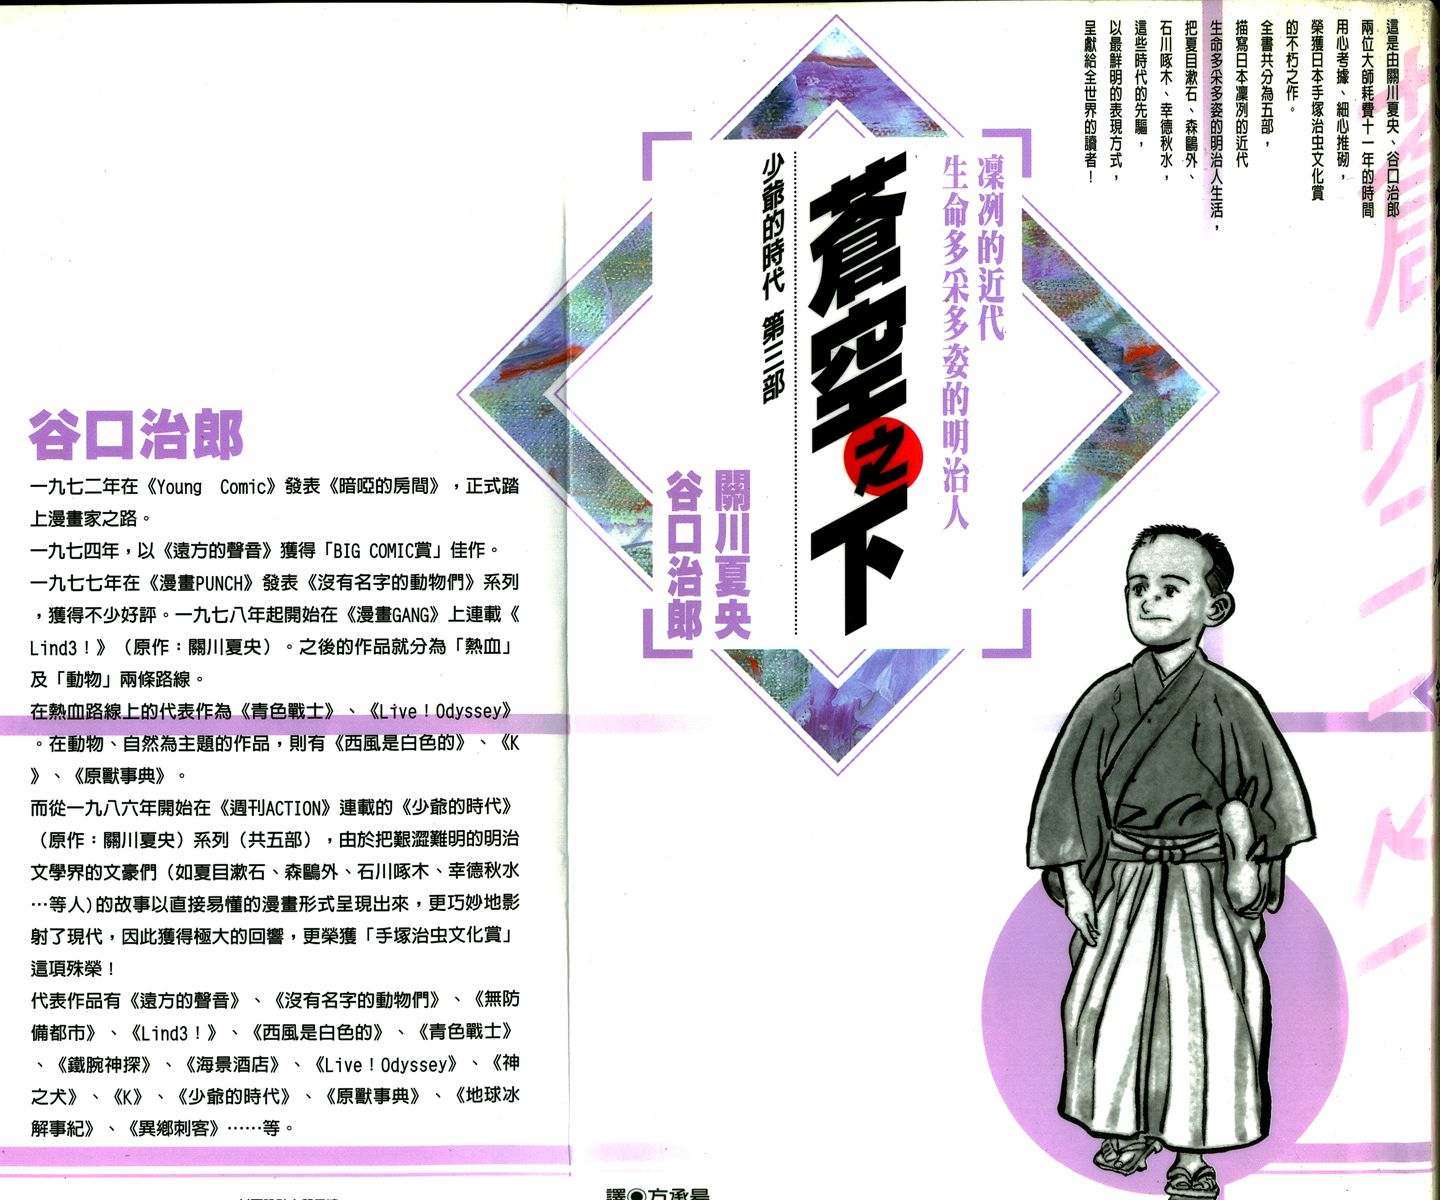 這是由關川夏央、谷口治郎
兩位大師耗費十一年的時間
用心考據、細心推砌，
榮獲日本手塚治虫文化賞
的不朽之作。
全書共分為五部，
描寫日本凜冽的近代
生命多采多姿的明治人生活，
把夏目漱石、森鷗外、
石川啄木、幸德秋水，
這些時代的先驅，
以最鮮明的表現方式，
呈獻給全世界的讀者！
凜冽的近代
生命多采多姿的明治人
蒼空之下
少爺的時代 第三部
關川夏央
谷口治郎
谷口治郎
一九七二年在《Young Comic》發表《暗啞的房間》，正式踏
上漫畫家之路。
一九七四年，以《遠方的聲音》獲得「BIG COMIC賞」佳作。
一九七七年在《漫畫PUNCH》發表《沒有名字的動物們》系列
，獲得不少好評。一九七八年起開始在《漫畫GANG》上連載《
Lind3！》（原作：關川夏央）。之後的作品就分為「熱血」
及「動物」兩條路線。
在熱血路線上的代表作為《青色戰士》、《Live！Odyssey》
。在動物、自然為主題的作品，則有《西風是白色的》、《K
》、《原獸事典》。
而從一九八六年開始在《週刊ACTION》連載的《少爺的時代》
（原作：關川夏央）系列（共五部），由於把艱澀難明的明治
文學界的文豪們（如夏目漱石、森鷗外、石川啄木、幸德秋水
…等人）的故事以直接易懂的漫畫形式呈現出來，更巧妙地影
射了現代，因此獲得極大的回響，更榮獲「手塚治虫文化賞」
這項殊榮！
代表作品有《遠方的聲音》、《沒有名字的動物們》、《無防
備都市》、《Lind3！》、《西風是白色的》、《青色戰士》
、《鐵腕神探》、《海景酒店》、《Live！Odyssey》、《神
之犬》、《K》、《少爺的時代》、《原獸事典》、《地球冰
解事紀》、《異鄉刺客》……等。